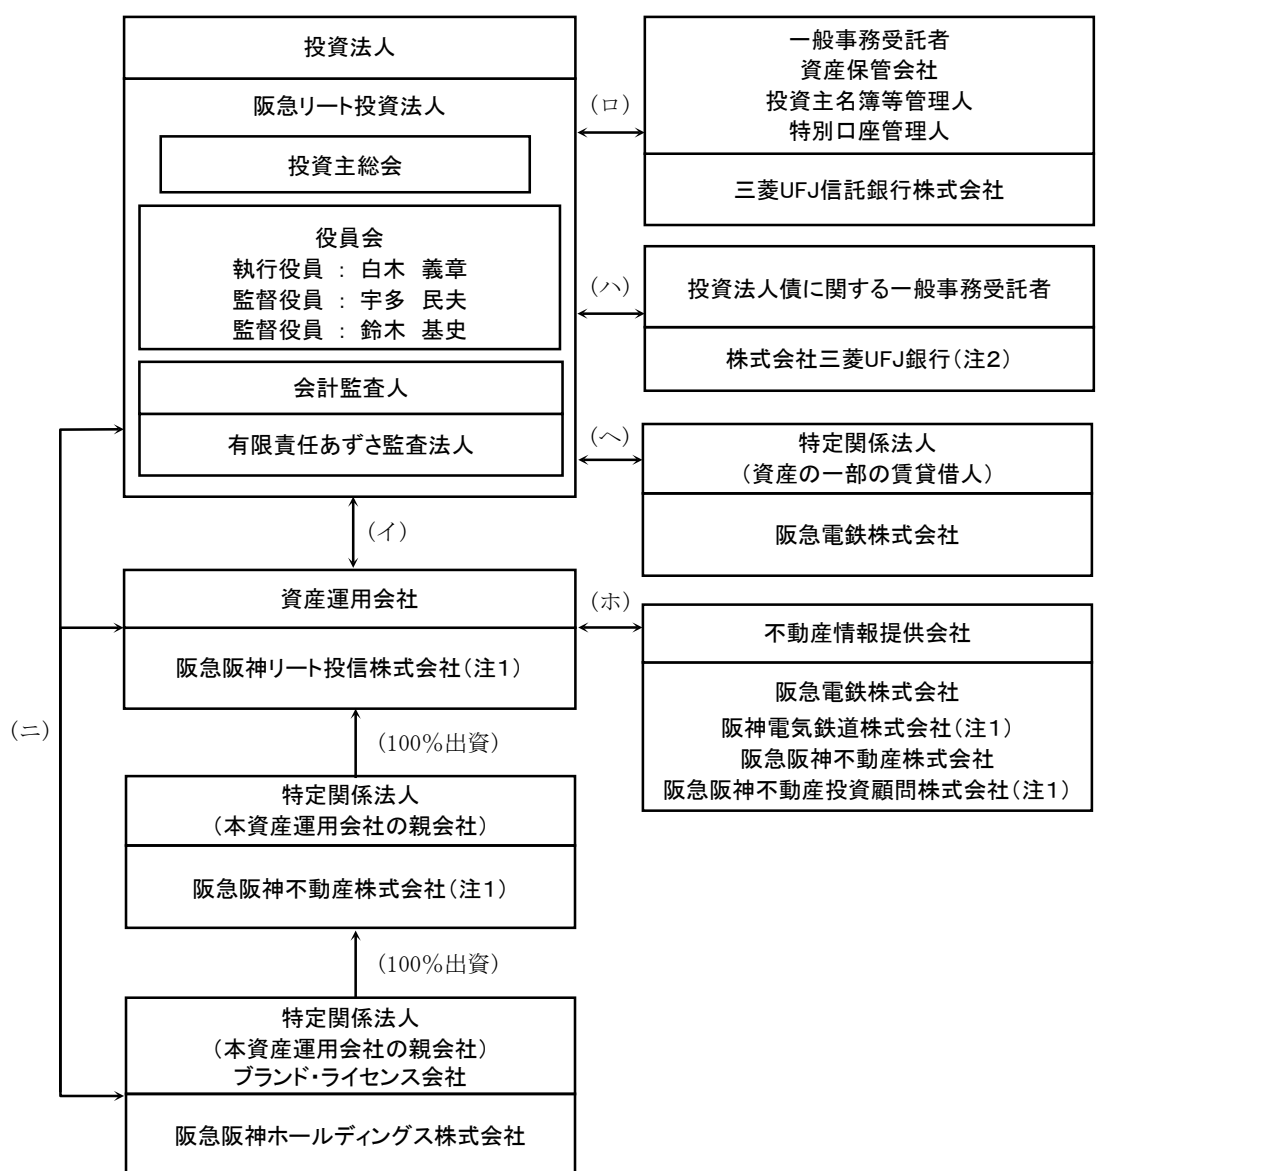 投資法人
阪急リート投資法人
投資主総会
役員会
執行役員 : 白木 義章
監督役員 : 宇多 民夫
監督役員 : 鈴木 基史
会計監査人
有限責任あずさ監査法人
(ロ)
一般事務受託者
資産保管会社
投資主名簿等管理人
特別口座管理人
三菱UFJ信託銀行株式会社
(ハ)
投資法人債に関する一般事務受託者
株式会社三菱UFJ銀行(注2)
(ヘ)
特定関係法人
(資産の一部の賃貸借人)
阪急電鉄株式会社
(イ)
資産運用会社
阪急阪神リート投信株式会社(注1)
(ホ)
不動産情報提供会社
阪急電鉄株式会社
阪神電気鉄道株式会社(注1)
阪急阪神不動産株式会社
阪急阪神不動産投資顧問株式会社(注1)
(ニ)
(100%出資)
特定関係法人
(本資産運用会社の親会社)
阪急阪神不動産株式会社(注1)
(100%出資)
特定関係法人
(本資産運用会社の親会社)
ブランド・ライセンス会社
阪急阪神ホールディングス株式会社